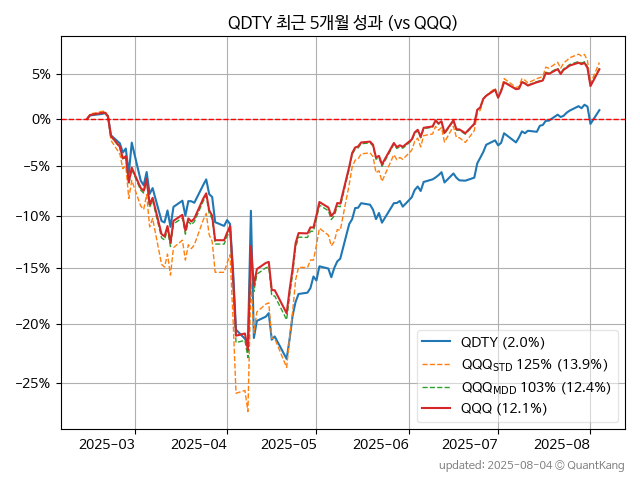 QDTY 최근 5개월 성과 (vs QQQ)
5%
0%
−5%
−10%
−15%
−20%
−25%
QDTY (2.0%)
QQQSTD 125% (13.9%)
QQQMDD 103% (12.4%)
QQQ (12.1%)
2025-03 2025-04 2025-05 2025-06 2025-07 2025-08
updated: 2025-08-04 © QuantKang